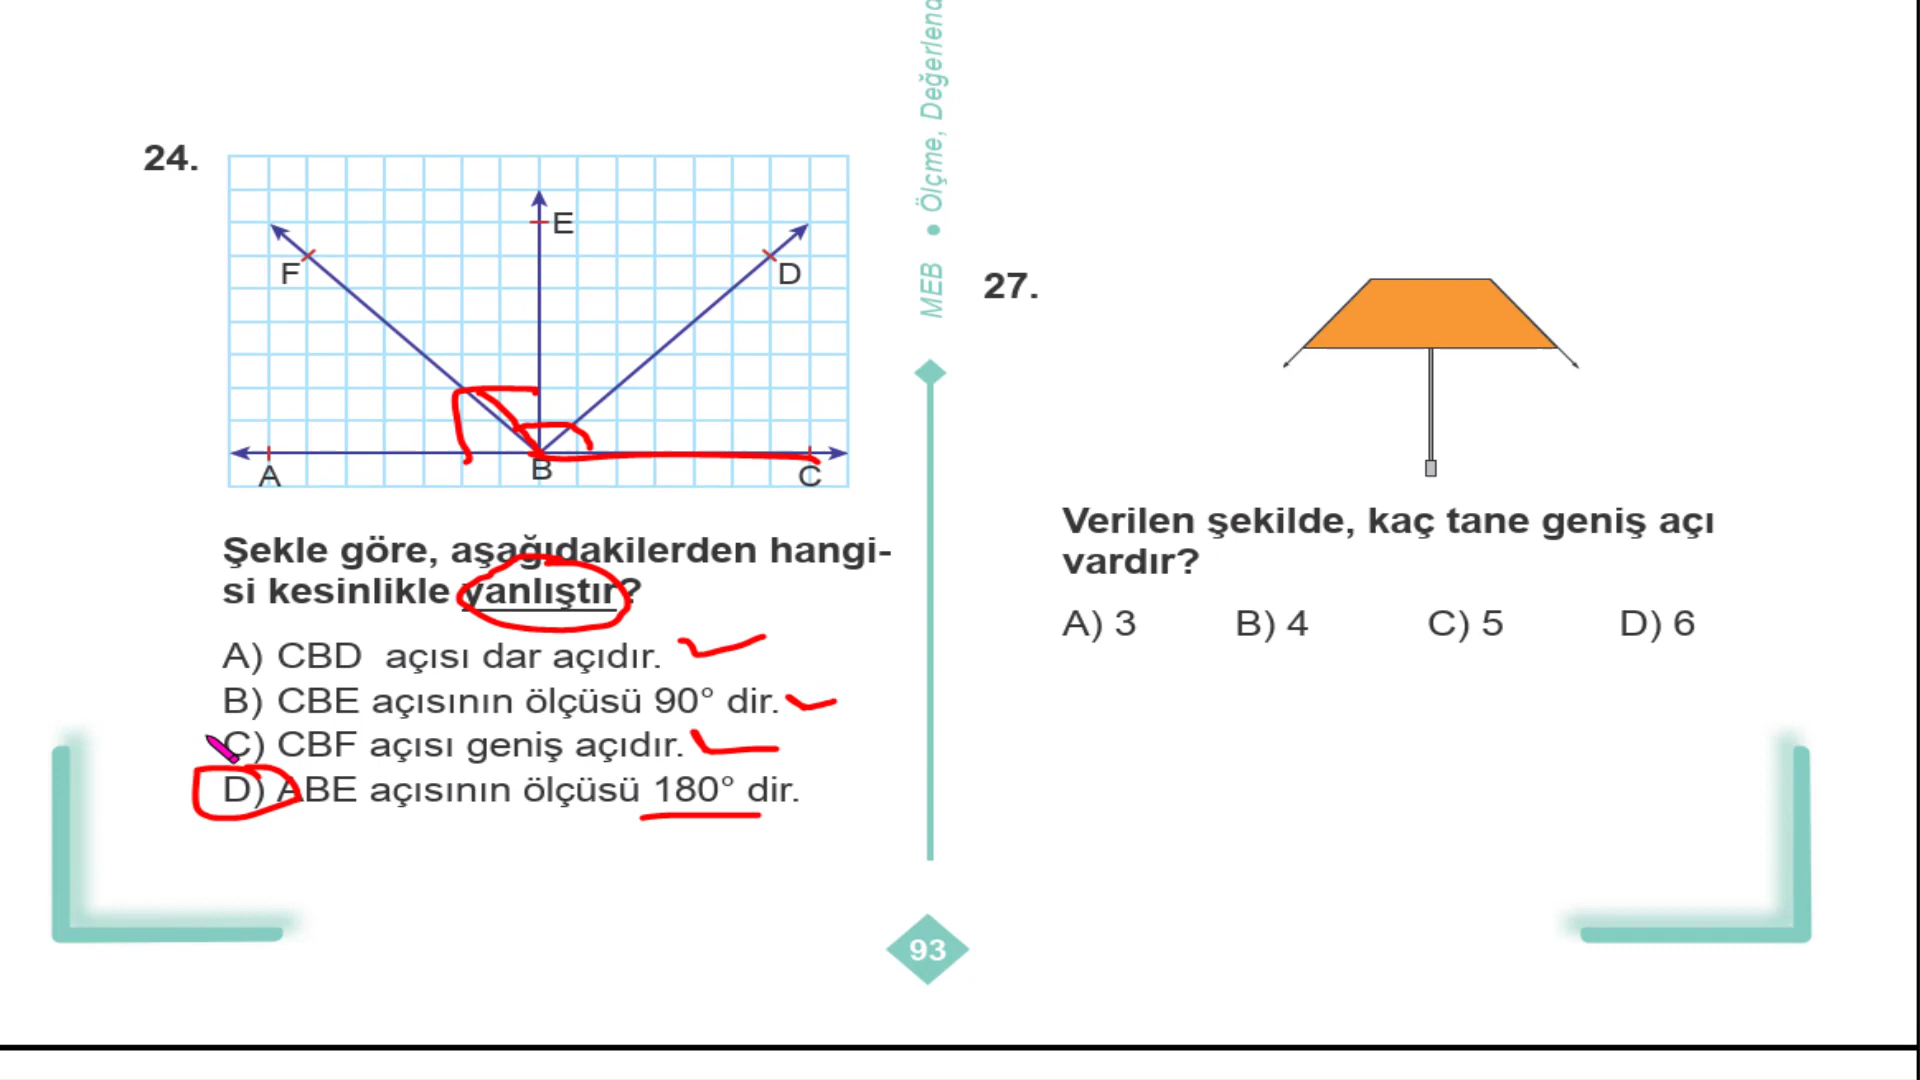 24.
E
F
D
A
B
C
Şekle göre, aşağıdakilerden hangi-
si kesinlikle yanlıştır?
A) CBD açısı dar açıdır.
B) CBE açısının ölçüsü 90° dir.
C) CBF açısı geniş açıdır.
D) ABE açısının ölçüsü 180° dir.
MEB ● Ölçme,
27.
Verilen şekilde, kaç tane geniş açı
vardır?
A) 3 B) 4 C) 5 D) 6
93